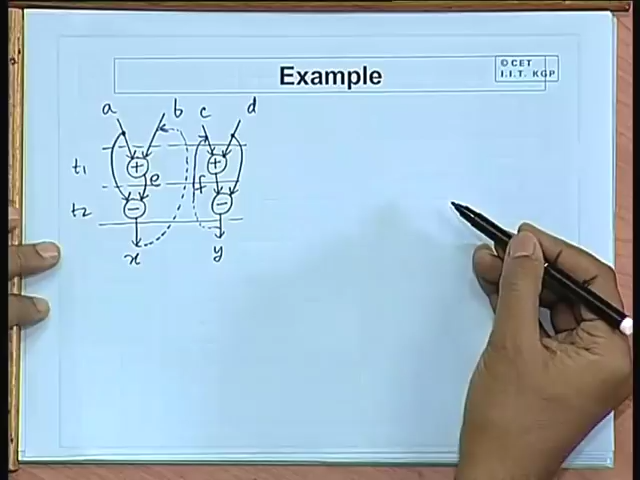 Example
© CET
I.I.T. KGP
a b c d
t₁ + e + f
t₂ - -
x y